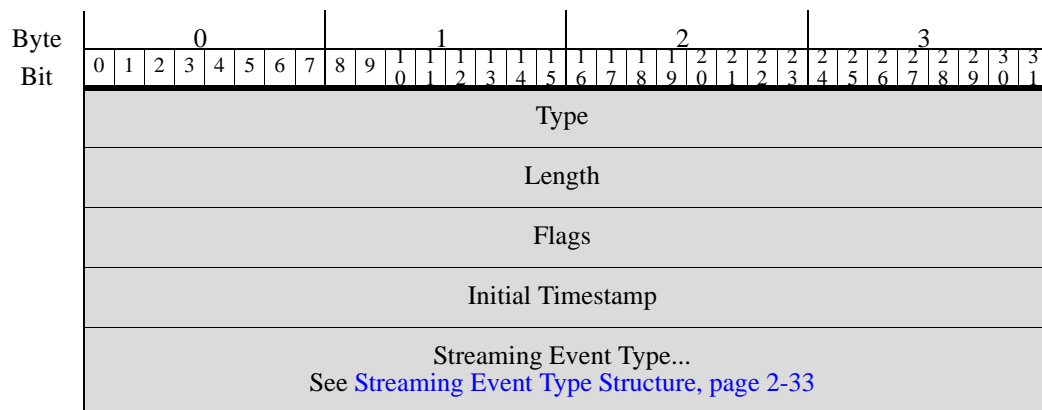 Byte 0 1 2 3
Bit 0 1 2 3 4 5 6 7 8 9 10 11 12 13 14 15 16 17 18 19 20 21 22 23 24 25 26 27 28 29 30 31
Type
Length
Flags
Initial Timestamp
Streaming Event Type...
See Streaming Event Type Structure, page 2-33